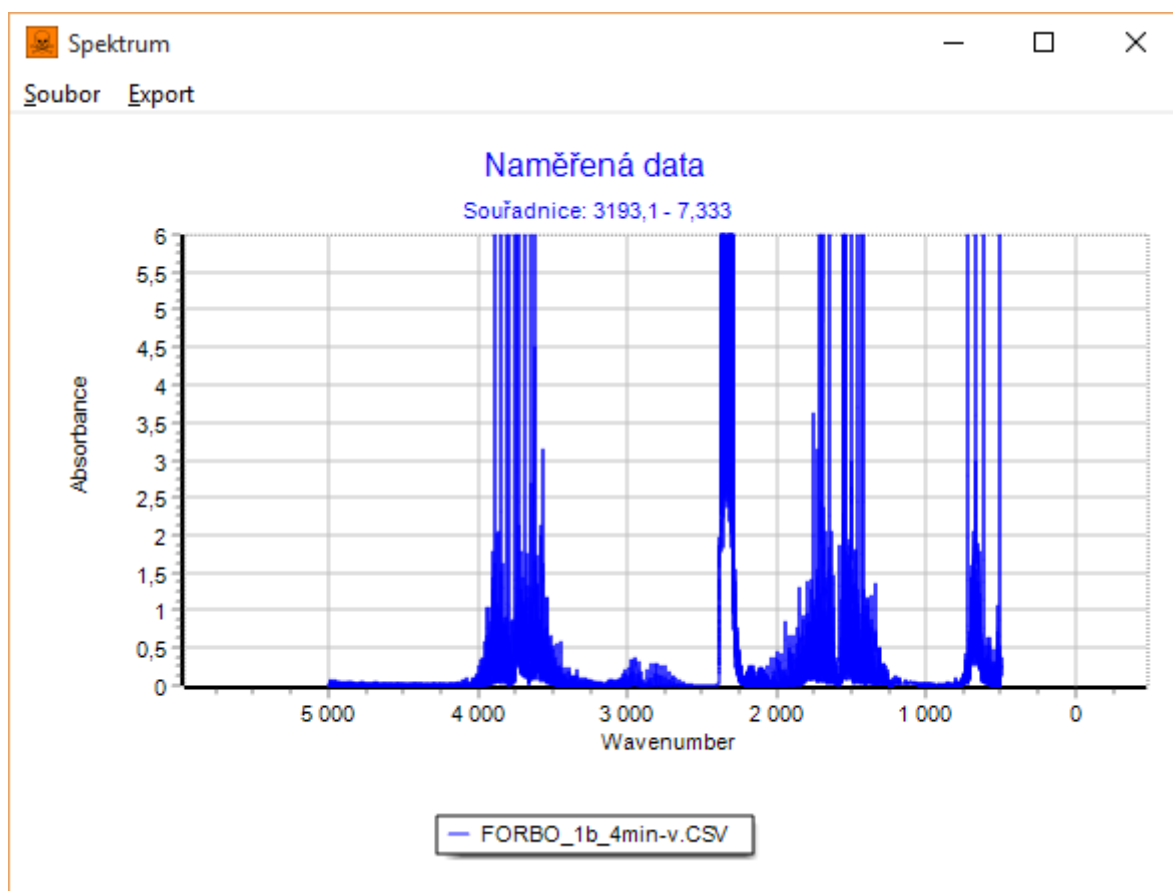 Spektrum
Soubor Export
Naměřená data
Souřadnice: 3193,1 - 7,333
6
5,5
5
4,5
4
3,5
3
2,5
2
1,5
1
0,5
0
Absorbance
5 000 4 000 3 000 2 000 1 000 0
Wavenumber
FORBO_1b_4min-v.CSV